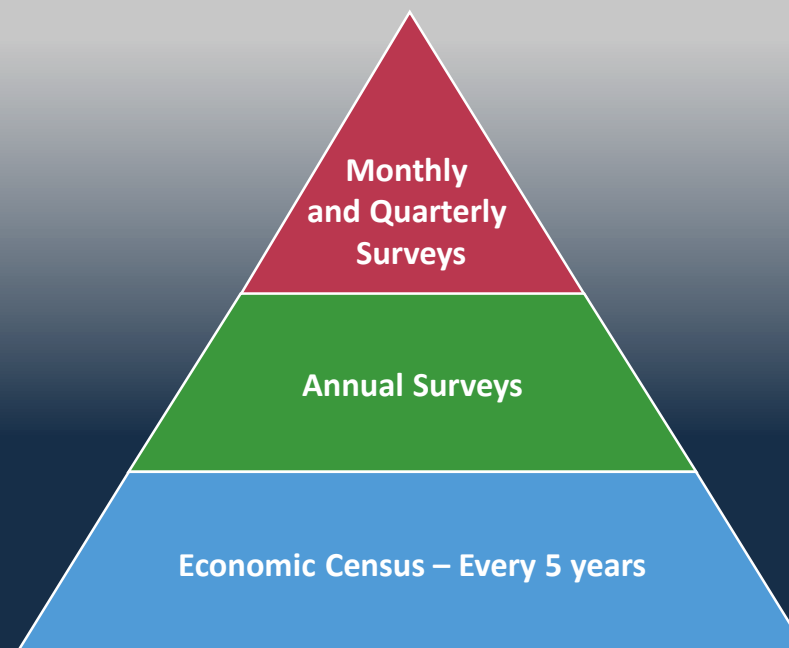 Monthly
and Quarterly
Surveys
Annual Surveys
Economic Census – Every 5 years